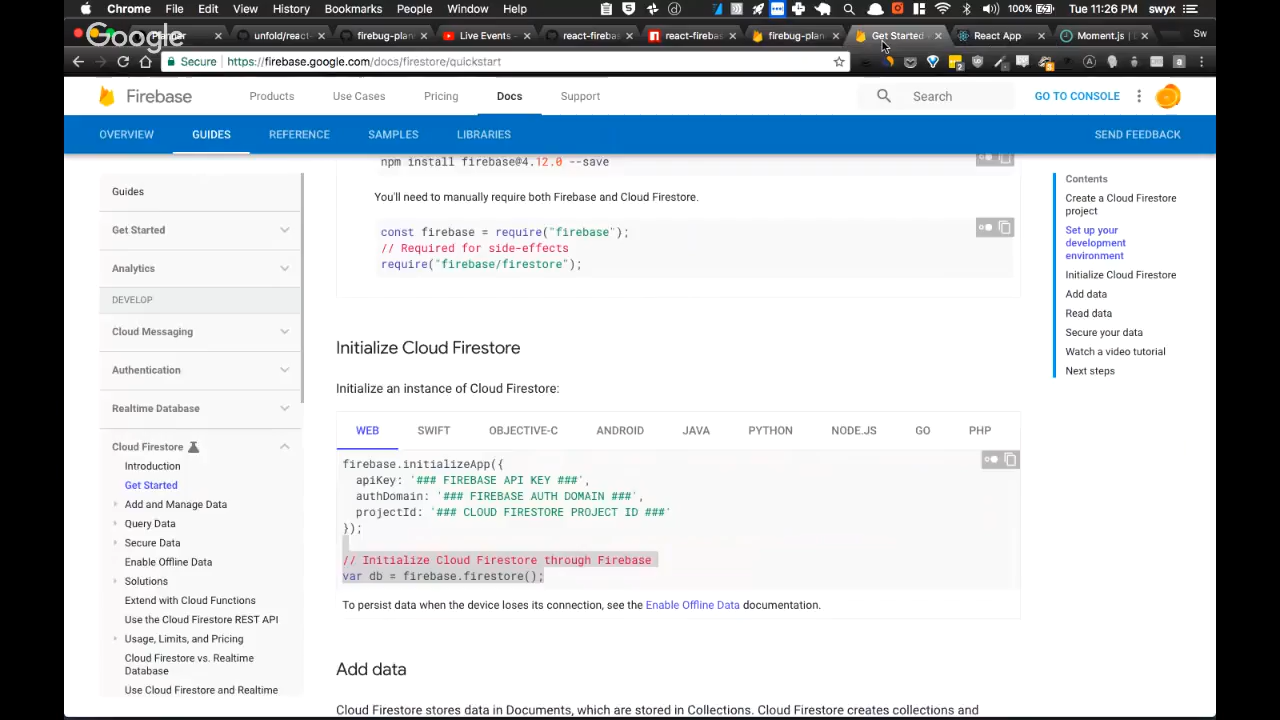 Chrome File Edit View History Bookmarks People Window Help 100% Tue 11:26 PM swyx
Google
unfold/react- firebug-plan Live Events - react-fireba: react-fireba: firebug-plan Get Started React App Moment.js | D Sw
Secure https://firebase.google.com/docs/firestore/quickstart
Firebase Products Use Cases Pricing Docs Support Search GO TO CONSOLE
OVERVIEW GUIDES REFERENCE SAMPLES LIBRARIES SEND FEEDBACK
npm install firebase@4.12.0 --save
You'll need to manually require both Firebase and Cloud Firestore.
const firebase = require("firebase");
// Required for side-effects
require("firebase/firestore");
Initialize Cloud Firestore
Initialize an instance of Cloud Firestore:
WEB SWIFT OBJECTIVE-C ANDROID JAVA PYTHON NODE.JS GO PHP
firebase.initializeApp({
apiKey: '### FIREBASE API KEY ###',
authDomain: '### FIREBASE AUTH DOMAIN ###',
projectId: '### CLOUD FIRESTORE PROJECT ID ###'
});
// Initialize Cloud Firestore through Firebase
var db = firebase.firestore();
To persist data when the device loses its connection, see the Enable Offline Data documentation.
Add data
Cloud Firestore stores data in Documents, which are stored in Collections. Cloud Firestore creates collections and
Guides
Get Started
Analytics
DEVELOP
Cloud Messaging
Authentication
Realtime Database
Cloud Firestore
Introduction
Get Started
Add and Manage Data
Query Data
Secure Data
Enable Offline Data
Solutions
Extend with Cloud Functions
Use the Cloud Firestore REST API
Usage, Limits, and Pricing
Cloud Firestore vs. Realtime
Database
Use Cloud Firestore and Realtime
Contents
Create a Cloud Firestore
project
Set up your
development
environment
Initialize Cloud Firestore
Add data
Read data
Secure your data
Watch a video tutorial
Next steps